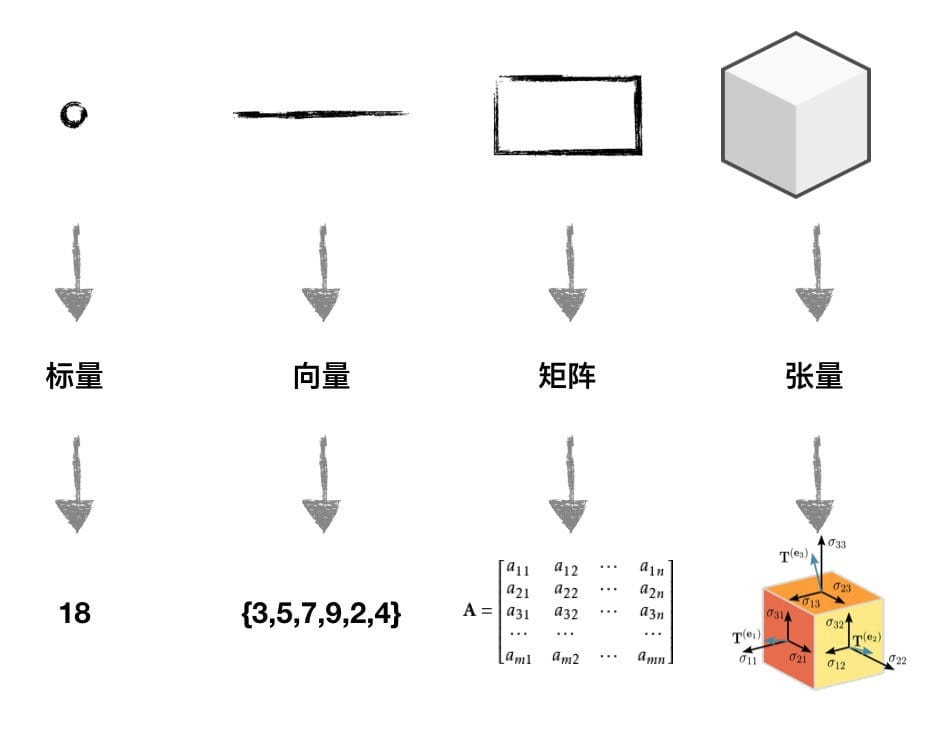 标量
向量
矩阵
张量
18
{3,5,7,9,2,4}
A =
a11 a12 ⋯ a1n
a21 a22 ⋯ a2n
a31 a32 ⋯ a3n
⋯ ⋯ ⋯
am1 am2 ⋯ amn
σ33
T(e3)
σ23
σ13
σ31
σ32
T(e1)
T(e2)
σ11
σ21
σ12
σ22